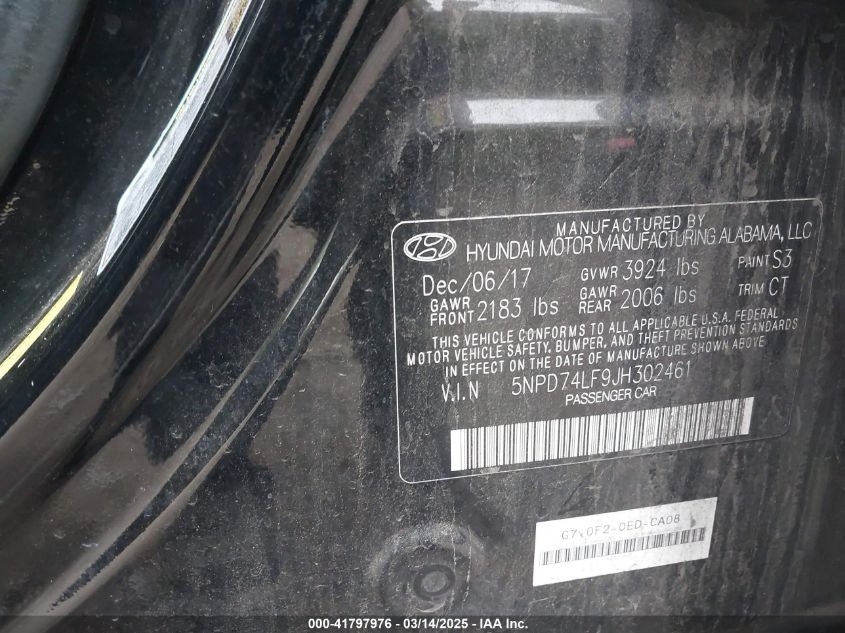 MANUFACTURED BY
HYUNDAI MOTOR MANUFACTURING ALABAMA, LLC
Dec/06/17 GVWR 3924 lbs PAINT S3
GAWR FRONT 2183 lbs GAWR REAR 2006 lbs TRIM CT
THIS VEHICLE CONFORMS TO ALL APPLICABLE U.S.A. FEDERAL
MOTOR VEHICLE SAFETY, BUMPER, AND THEFT PREVENTION STANDARDS
IN EFFECT ON THE DATE OF MANUFACTURE SHOWN ABOVE
V.I.N 5NPD74LF9JH302461
PASSENGER CAR
000-41797976 - 03/14/2025 - IAA Inc.